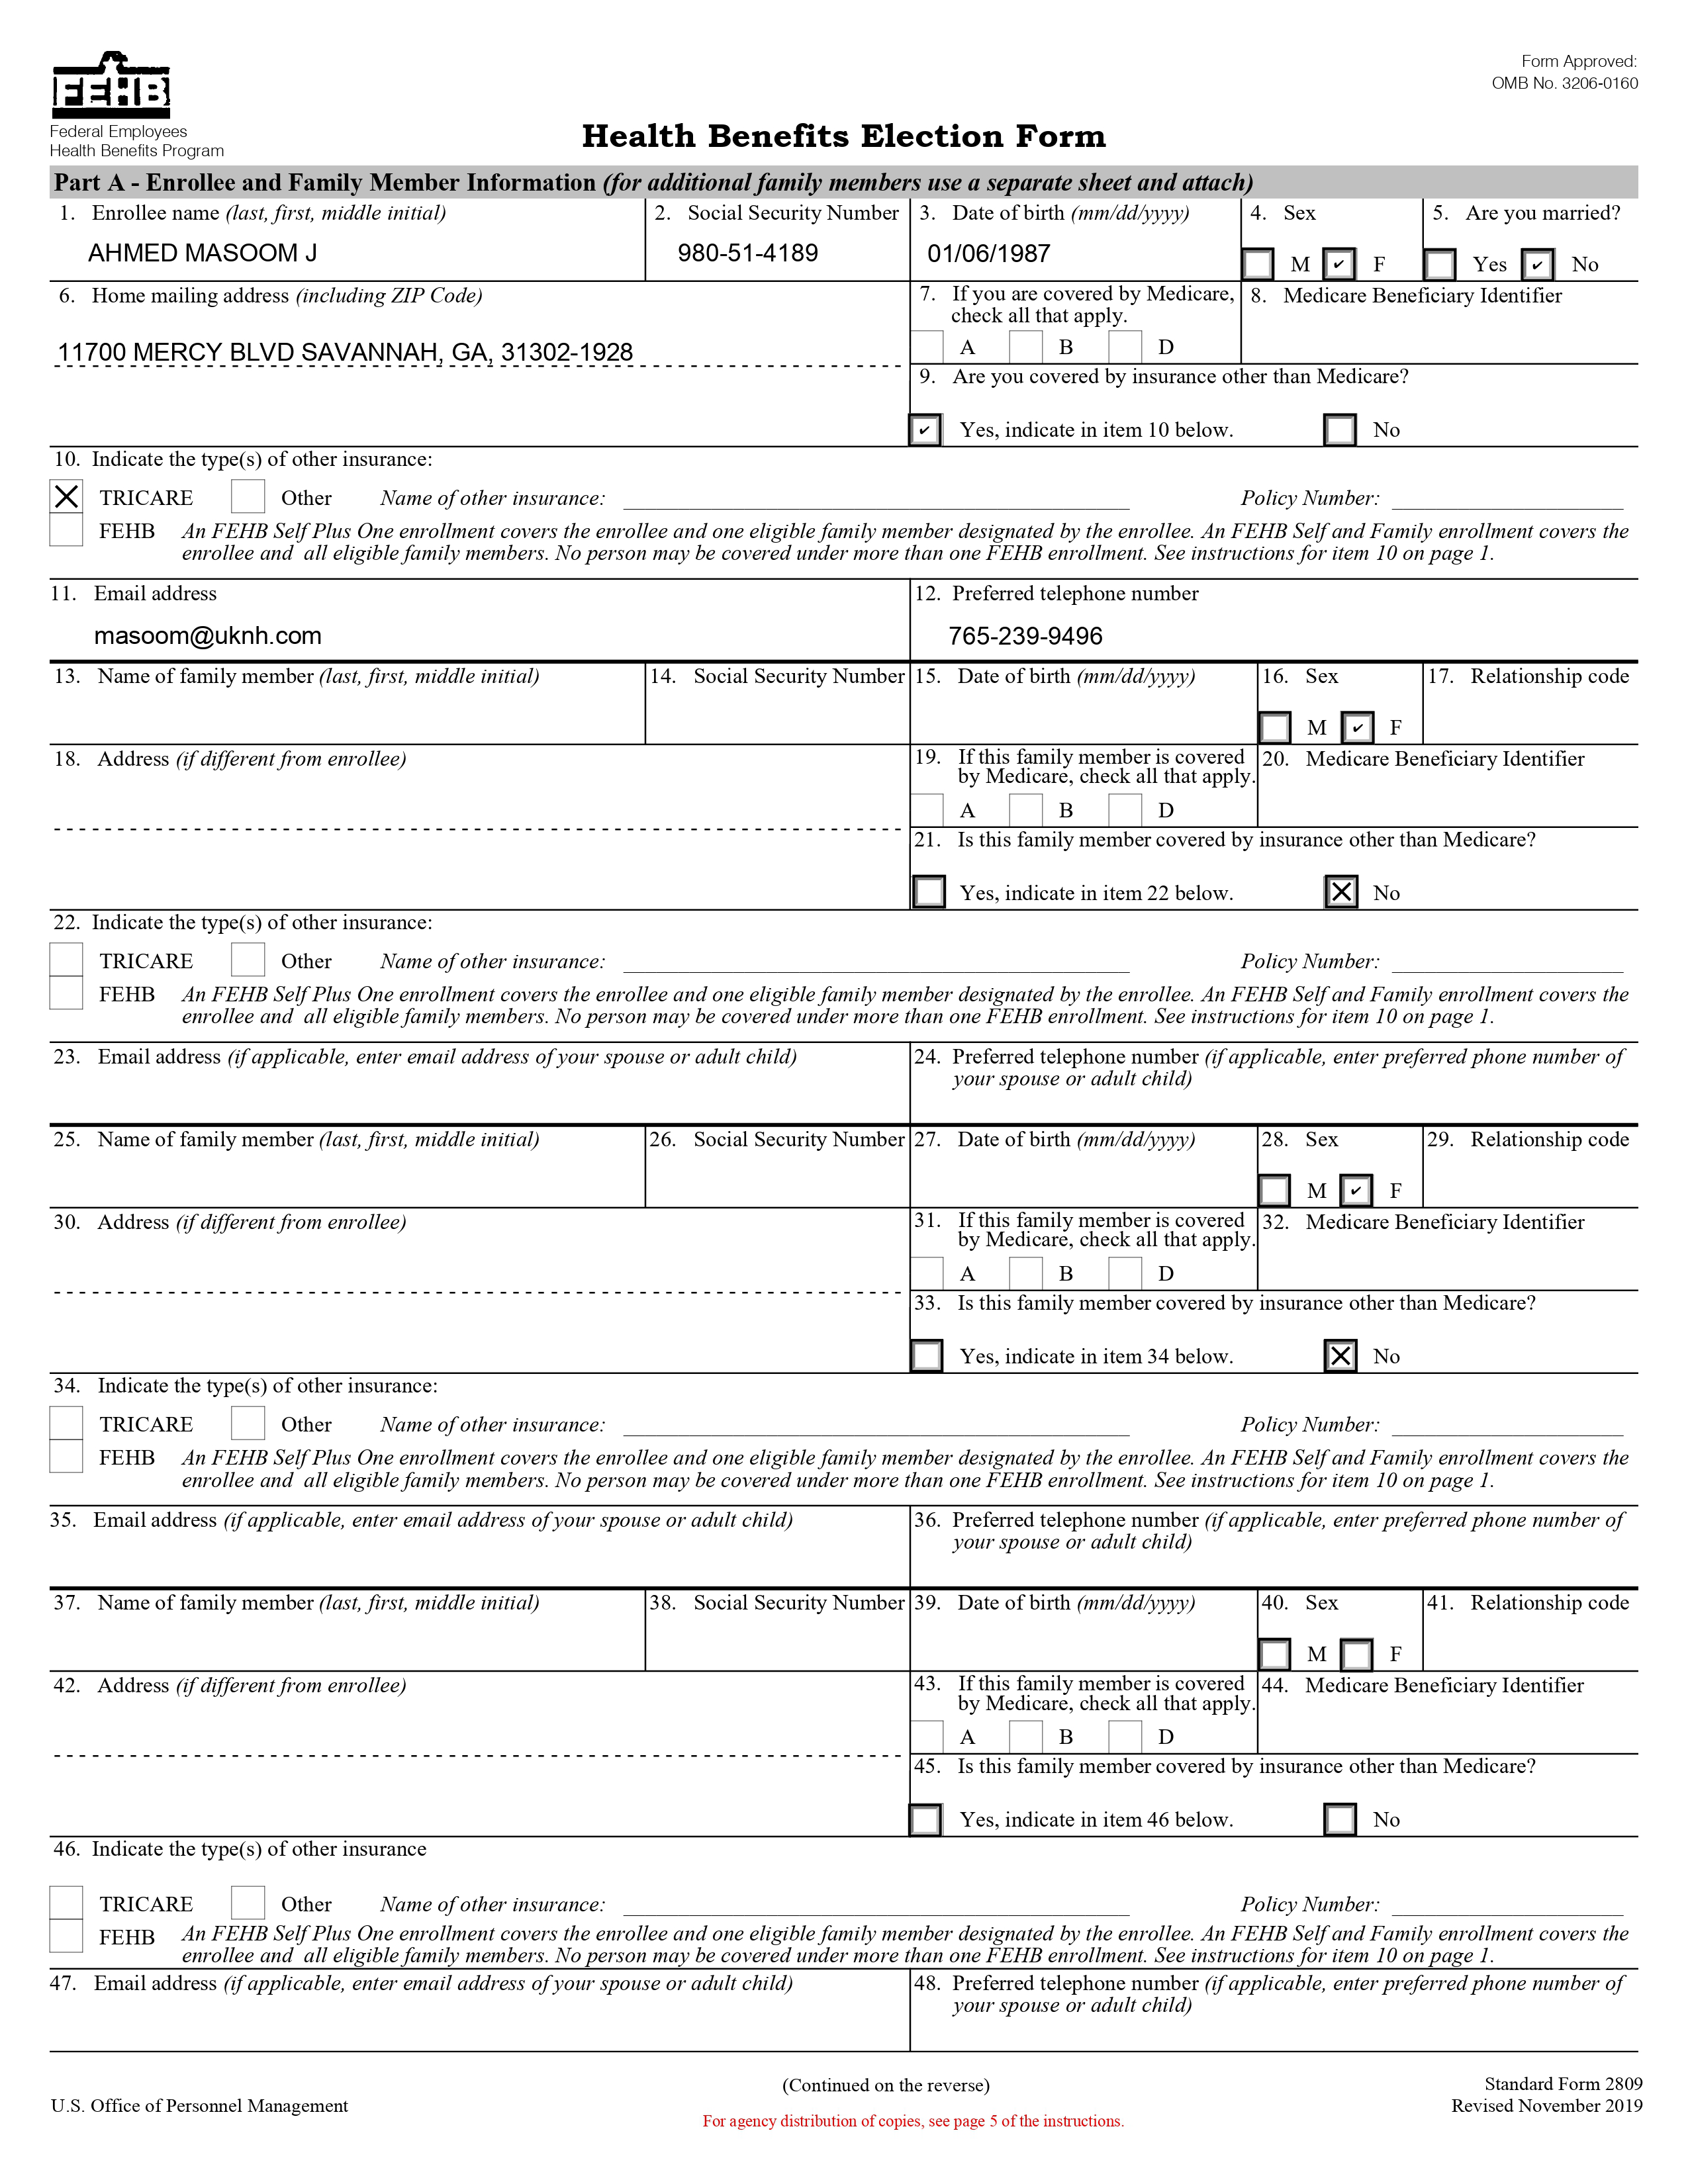 FEHB
Federal Employees
Health Benefits Program
Form Approved:
OMB No. 3206-0160
Health Benefits Election Form
Part A - Enrollee and Family Member Information (for additional family members use a separate sheet and attach)
1. Enrollee name (last, first, middle initial)
AHMED MASOOM J
2. Social Security Number
980-51-4189
3. Date of birth (mm/dd/yyyy)
01/06/1987
4. Sex
M ✔ F
5. Are you married?
Yes ✔ No
6. Home mailing address (including ZIP Code)
11700 MERCY BLVD SAVANNAH, GA, 31302-1928
7. If you are covered by Medicare,
check all that apply.
A B D
8. Medicare Beneficiary Identifier
9. Are you covered by insurance other than Medicare?
✔ Yes, indicate in item 10 below. No
10. Indicate the type(s) of other insurance:
X TRICARE Other Name of other insurance: Policy Number:
FEHB An FEHB Self Plus One enrollment covers the enrollee and one eligible family member designated by the enrollee. An FEHB Self and Family enrollment covers the
enrollee and all eligible family members. No person may be covered under more than one FEHB enrollment. See instructions for item 10 on page 1.
11. Email address
masoom@uknh.com
12. Preferred telephone number
765-239-9496
13. Name of family member (last, first, middle initial)
14. Social Security Number
15. Date of birth (mm/dd/yyyy)
16. Sex
M ✔ F
17. Relationship code
18. Address (if different from enrollee)
19. If this family member is covered
by Medicare, check all that apply.
A B D
20. Medicare Beneficiary Identifier
21. Is this family member covered by insurance other than Medicare?
Yes, indicate in item 22 below. X No
22. Indicate the type(s) of other insurance:
TRICARE Other Name of other insurance: Policy Number:
FEHB An FEHB Self Plus One enrollment covers the enrollee and one eligible family member designated by the enrollee. An FEHB Self and Family enrollment covers the
enrollee and all eligible family members. No person may be covered under more than one FEHB enrollment. See instructions for item 10 on page 1.
23. Email address (if applicable, enter email address of your spouse or adult child)
24. Preferred telephone number (if applicable, enter preferred phone number of
your spouse or adult child)
25. Name of family member (last, first, middle initial)
26. Social Security Number
27. Date of birth (mm/dd/yyyy)
28. Sex
M ✔ F
29. Relationship code
30. Address (if different from enrollee)
31. If this family member is covered
by Medicare, check all that apply.
A B D
32. Medicare Beneficiary Identifier
33. Is this family member covered by insurance other than Medicare?
Yes, indicate in item 34 below. X No
34. Indicate the type(s) of other insurance:
TRICARE Other Name of other insurance: Policy Number:
FEHB An FEHB Self Plus One enrollment covers the enrollee and one eligible family member designated by the enrollee. An FEHB Self and Family enrollment covers the
enrollee and all eligible family members. No person may be covered under more than one FEHB enrollment. See instructions for item 10 on page 1.
35. Email address (if applicable, enter email address of your spouse or adult child)
36. Preferred telephone number (if applicable, enter preferred phone number of
your spouse or adult child)
37. Name of family member (last, first, middle initial)
38. Social Security Number
39. Date of birth (mm/dd/yyyy)
40. Sex
M F
41. Relationship code
42. Address (if different from enrollee)
43. If this family member is covered
by Medicare, check all that apply.
A B D
44. Medicare Beneficiary Identifier
45. Is this family member covered by insurance other than Medicare?
Yes, indicate in item 46 below. No
46. Indicate the type(s) of other insurance
TRICARE Other Name of other insurance: Policy Number:
FEHB An FEHB Self Plus One enrollment covers the enrollee and one eligible family member designated by the enrollee. An FEHB Self and Family enrollment covers the
enrollee and all eligible family members. No person may be covered under more than one FEHB enrollment. See instructions for item 10 on page 1.
47. Email address (if applicable, enter email address of your spouse or adult child)
48. Preferred telephone number (if applicable, enter preferred phone number of
your spouse or adult child)
U.S. Office of Personnel Management
(Continued on the reverse)
For agency distribution of copies, see page 5 of the instructions.
Standard Form 2809
Revised November 2019